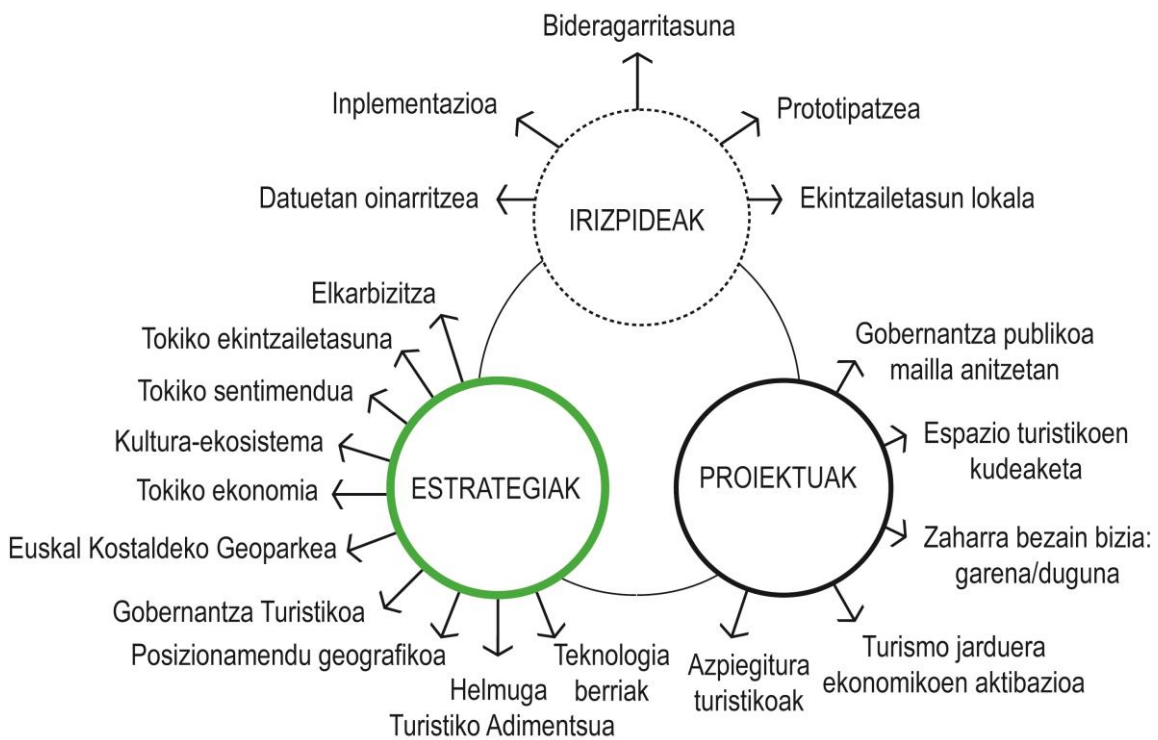 Bideragarritasuna
Inplementazioa
Prototipatzea
Datuetan oinarritzea
Ekintzailetasun lokala
IRIZPIDEAK
Elkarbizitza
Tokiko ekintzailetasuna
Tokiko sentimendua
Kultura-ekosistema
Tokiko ekonomia
Euskal Kostaldeko Geoparkea
Gobernantza Turistikoa
Posizionamendu geografikoa
Helmuga
Turistiko Adimentsua
Teknologia
berriak
ESTRATEGIAK
PROIEKTUAK
Gobernantza publikoa
mailla anitzetan
Espazio turistikoen
kudeaketa
Zaharra bezain bizia:
garena/duguna
Turismo jarduera
ekonomikoen aktibazioa
Azpiegitura
turistikoak